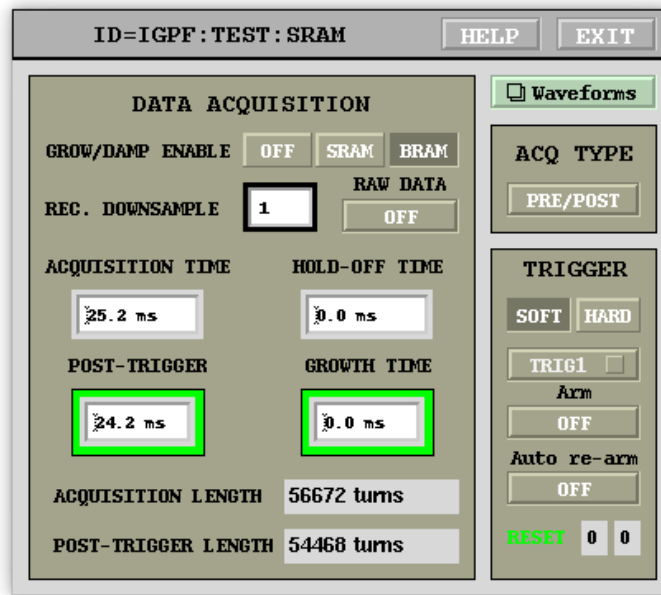 ID=IGPF:TEST:SRAM HELP EXIT
DATA ACQUISITION
GROW/DAMP ENABLE OFF SRAM BRAM
REC. DOWNSAMPLE 1
RAW DATA
OFF
ACQUISITION TIME HOLD-OFF TIME
25.2 ms 0.0 ms
POST-TRIGGER GROWTH TIME
24.2 ms 0.0 ms
ACQUISITION LENGTH 56672 turns
POST-TRIGGER LENGTH 54468 turns
Waveforms
ACQ TYPE
PRE/POST
TRIGGER
SOFT HARD
TRIG1
Arm
OFF
Auto re-arm
OFF
RESET 0 0